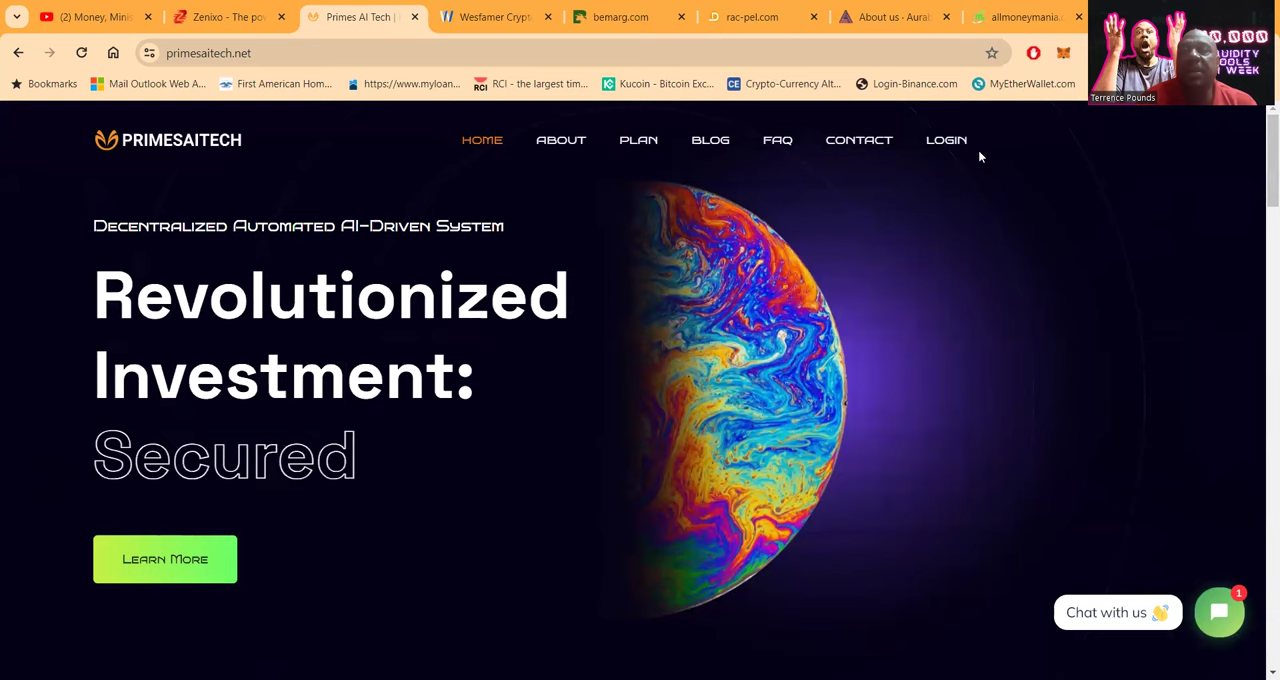 (2) Money, Minis
Zenixo - The pow
Primes AI Tech |
Wesfamer Crypt
bemarg.com
rac-pel.com
About us · Aural
allmoneymania.c
primesaitech.net
Bookmarks
Mail Outlook Web A...
First American Hom...
https://www.myloan...
RCI - the largest tim...
Kucoin - Bitcoin Exc...
Crypto-Currency Alt...
Login-Binance.com
MyEtherWallet.com
Terrence Pounds
PRIMESAITECH
HOME
ABOUT
PLAN
BLOG
FAQ
CONTACT
LOGIN
Decentralized Automated AI-Driven System
Revolutionized
Investment:
Secured
Learn More
Chat with us 👋
1